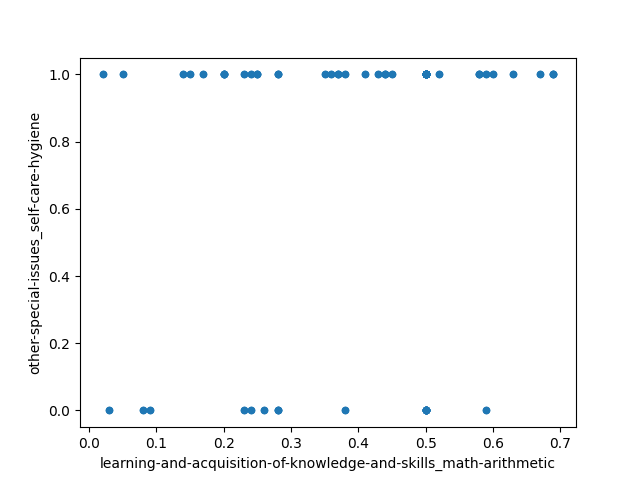 1.0
0.8
0.6
0.4
0.2
0.0
other-special-issues_self-care-hygiene
0.0 0.1 0.2 0.3 0.4 0.5 0.6 0.7
learning-and-acquisition-of-knowledge-and-skills_math-arithmetic